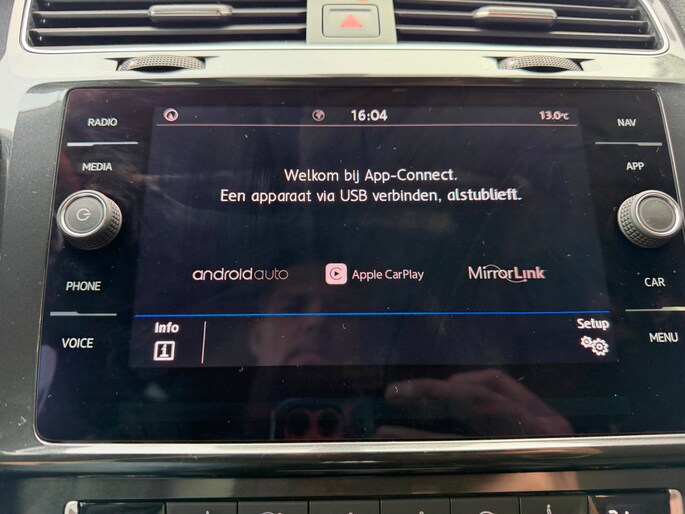 RADIO
16:04
13.0°C
NAV
MEDIA
Welkom bij App-Connect.
Een apparaat via USB verbinden, alstublieft.
APP
androidauto
Apple CarPlay
MirrorLink
PHONE
CAR
Info
Setup
VOICE
MENU